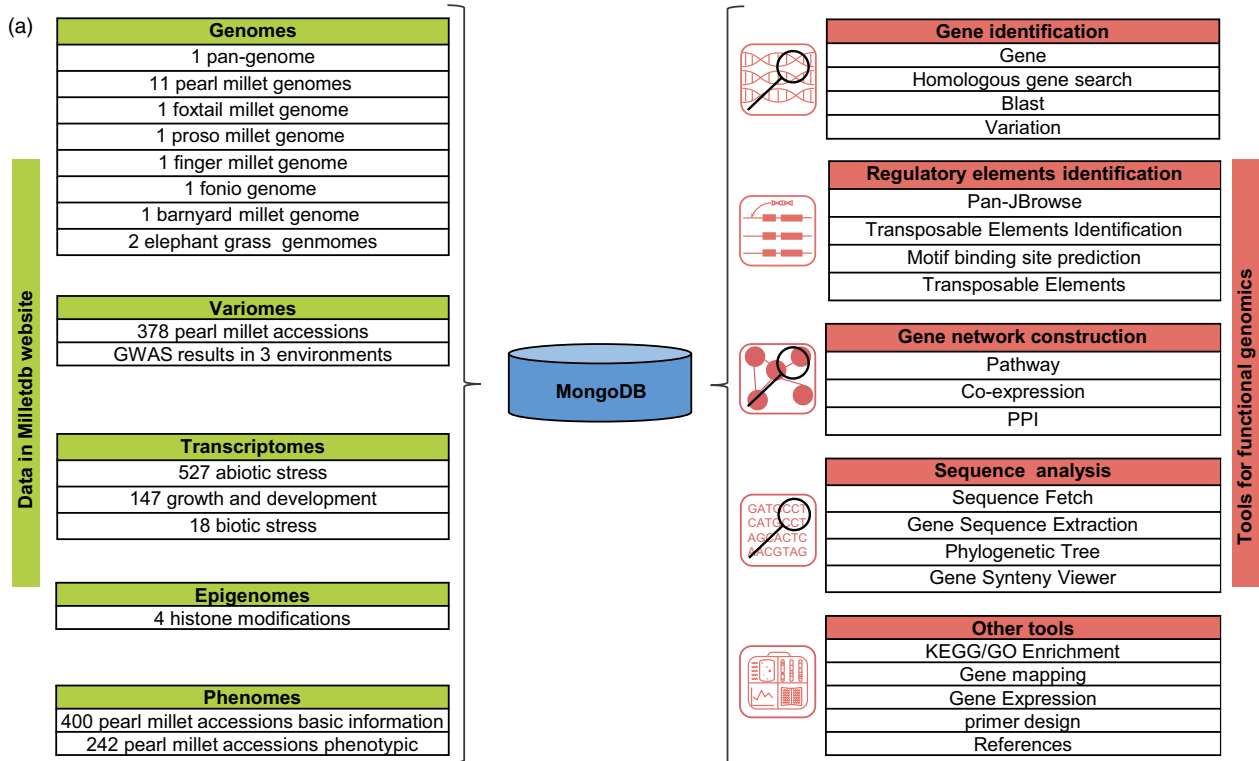 (a)
Data in Milletdb website
Genomes
1 pan-genome
11 pearl millet genomes
1 foxtail millet genome
1 proso millet genome
1 finger millet genome
1 fonio genome
1 barnyard millet genome
2 elephant grass genmomes
Variomes
378 pearl millet accessions
GWAS results in 3 environments
Transcriptomes
527 abiotic stress
147 growth and development
18 biotic stress
Epigenomes
4 histone modifications
Phenomes
400 pearl millet accessions basic information
242 pearl millet accessions phenotypic
MongoDB
Gene identification
Gene
Homologous gene search
Blast
Variation
Regulatory elements identification
Pan-JBrowse
Transposable Elements Identification
Motif binding site prediction
Transposable Elements
Gene network construction
Pathway
Co-expression
PPI
GATGCCT
CATGCCT
AGCACTC
AACGTAG
Sequence analysis
Sequence Fetch
Gene Sequence Extraction
Phylogenetic Tree
Gene Synteny Viewer
Other tools
KEGG/GO Enrichment
Gene mapping
Gene Expression
primer design
References
Tools for functional genomics